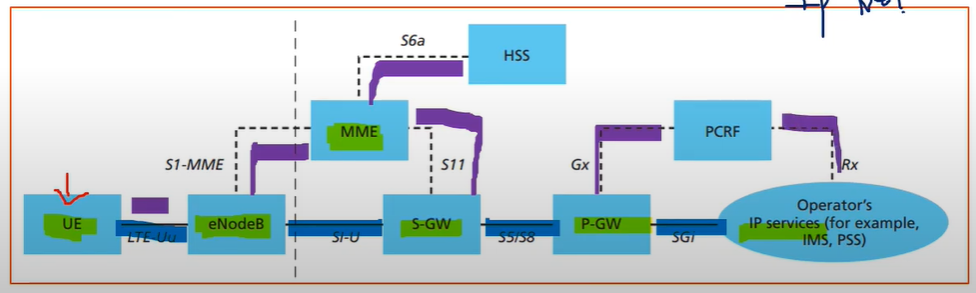 S6a
HSS
MME
PCRF
S1-MME
S11
Gx
Rx
UE
LTE-Uu
eNodeB
SI-U
S-GW
S5/S8
P-GW
SGi
Operator's
IP services (for example,
IMS, PSS)